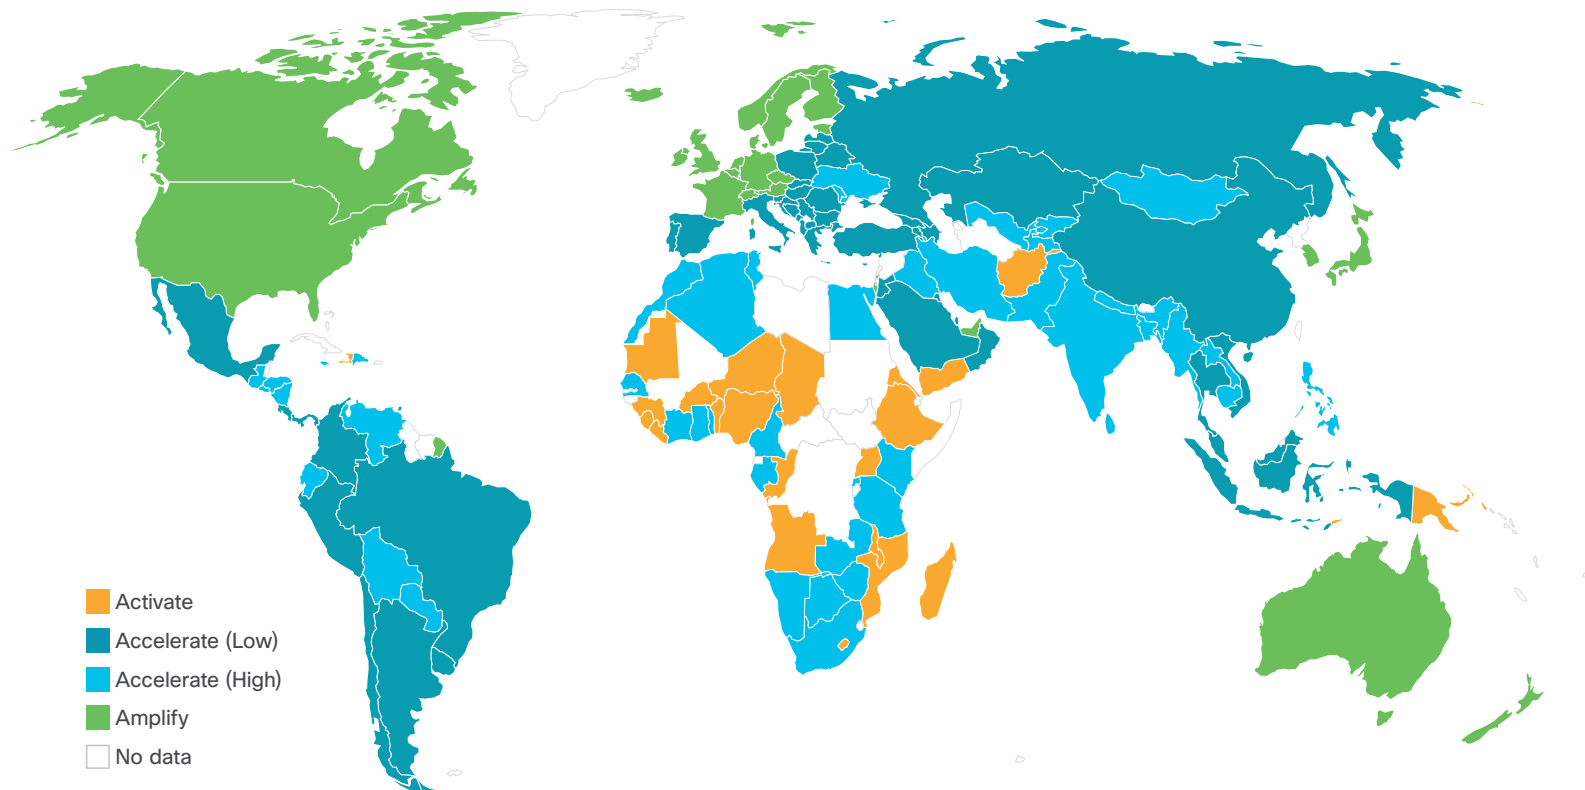 Activate
Accelerate (Low)
Accelerate (High)
Amplify
No data